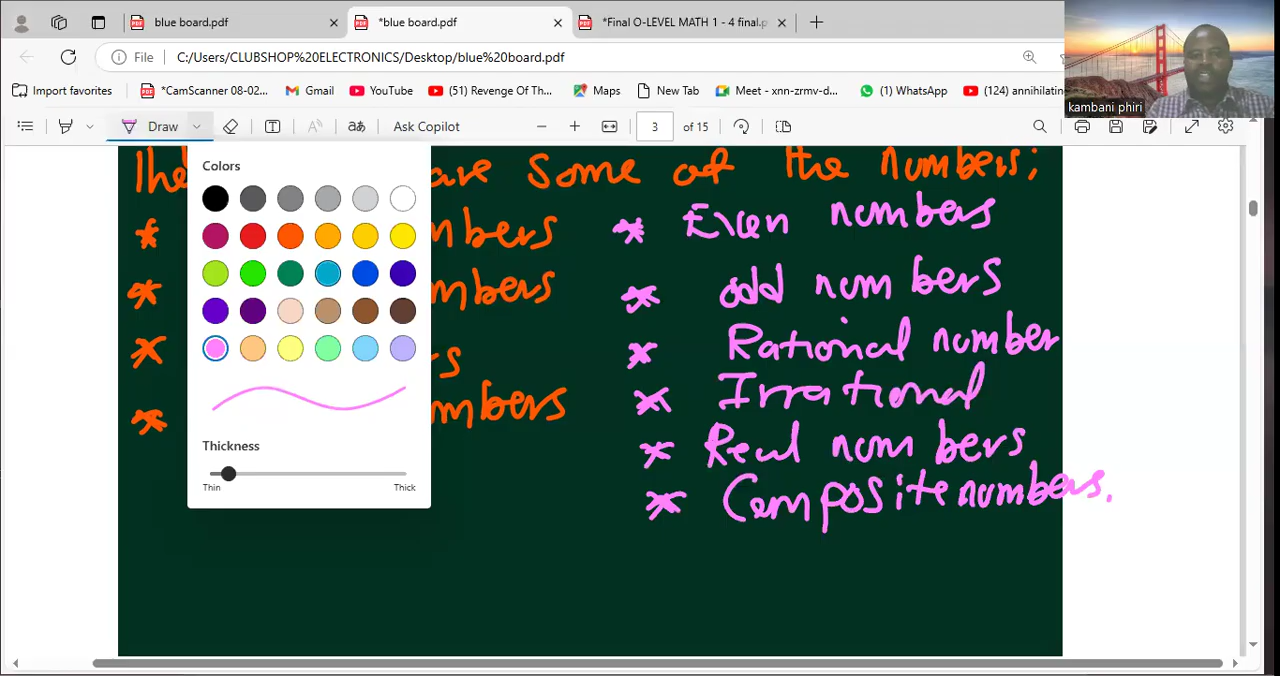 blue board.pdf
*blue board.pdf
*Final O-LEVEL MATH 1 - 4 final.p
File
C:/Users/CLUBSHOP%20ELECTRONICS/Desktop/blue%20board.pdf
kambani phiri
Import favorites
*CamScanner 08-02...
Gmail
YouTube
(51) Revenge Of Th...
Maps
New Tab
Meet - xnn-zrmv-d...
(1) WhatsApp
(124) annihilatin
Draw
aあ
Ask Copilot
3 of 15
The are some of the numbers;
Colors
Thickness
Thin
Thick
* mbers
* mbers
* rs
* mbers
* Even numbers
* odd numbers
* Rational number
* Irrational
* Real numbers
* Composite numbers.